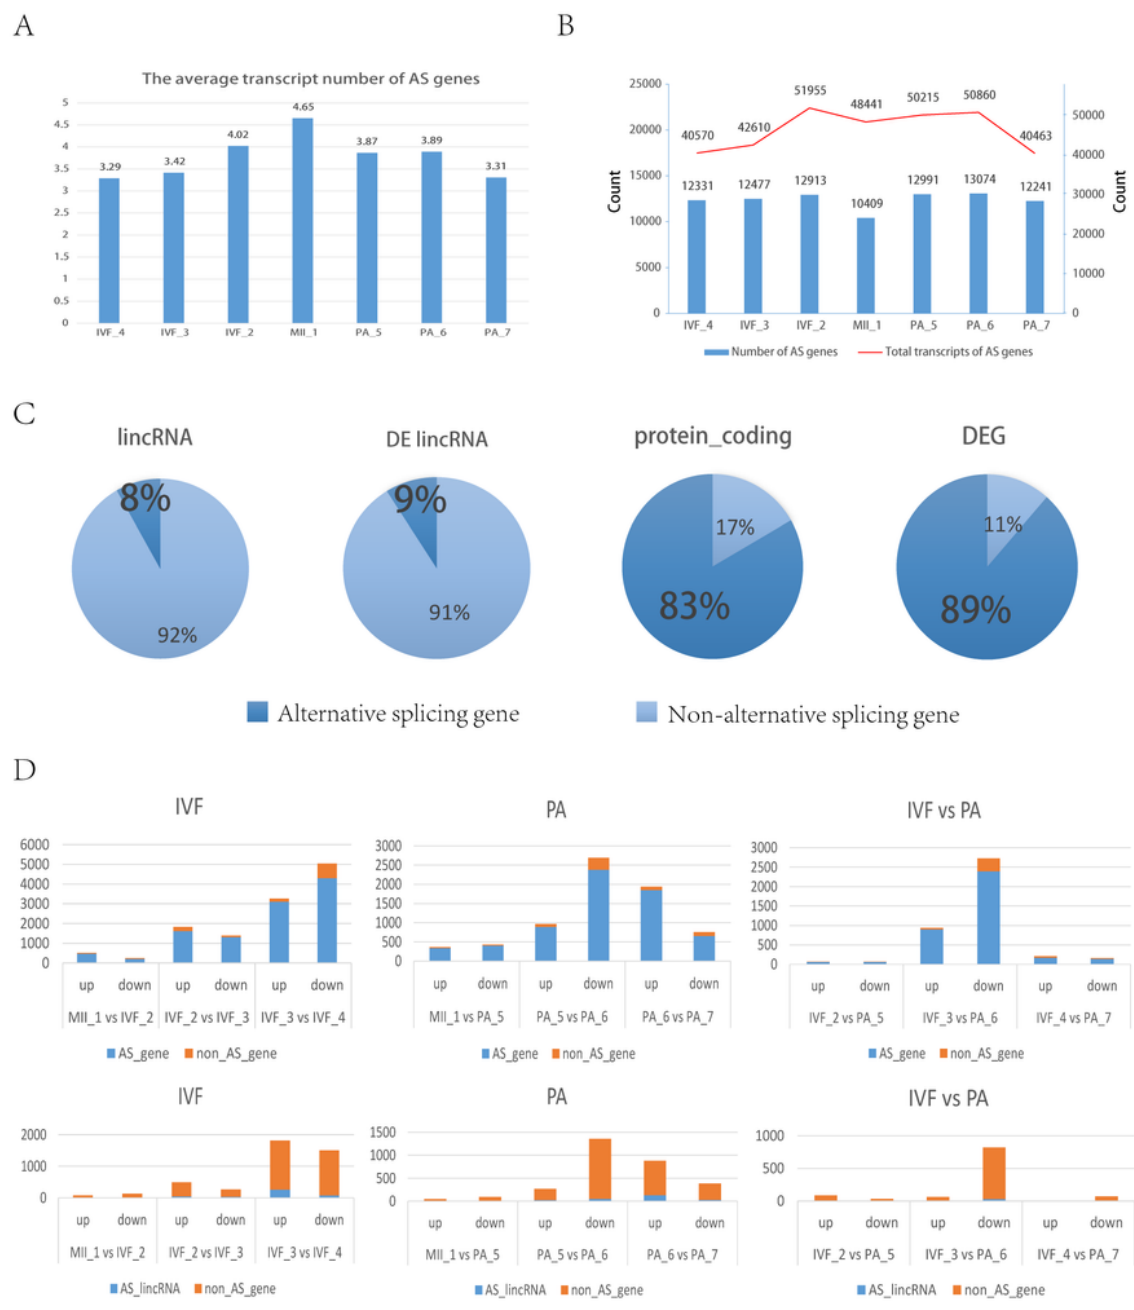 A
B
The average transcript number of AS genes
5
4.5
4
3.5
3
2.5
2
1.5
1
0.5
0
3.29
3.42
4.02
4.65
3.87
3.89
3.31
IVF_4 IVF_3 IVF_2 MII_1 PA_5 PA_6 PA_7
25000
20000
15000
10000
5000
0
Count
40570 42610 51955 48441 50215 50860 40463
12331 12477 12913 10409 12991 13074 12241
50000
40000
30000
20000
10000
0
Count
IVF_4 IVF_3 IVF_2 MII_1 PA_5 PA_6 PA_7
Number of AS genes Total transcripts of AS genes
C
lincRNA DE lincRNA protein_coding DEG
8% 9% 17% 11%
92% 91% 83% 89%
Alternative splicing gene Non-alternative splicing gene
D
IVF
6000
5000
4000
3000
2000
1000
0
up down up down up down
MII_1 vs IVF_2 IVF_2 vs IVF_3 IVF_3 vs IVF_4
AS_gene non_AS_gene
PA
3000
2500
2000
1500
1000
500
0
up down up down up down
MII_1 vs PA_5 PA_5 vs PA_6 PA_6 vs PA_7
AS_gene non_AS_gene
IVF vs PA
3000
2500
2000
1500
1000
500
0
up down up down up down
IVF_2 vs PA_5 IVF_3 vs PA_6 IVF_4 vs PA_7
AS_gene non_AS_gene
IVF
2000
1000
0
up down up down up down
MII_1 vs IVF_2 IVF_2 vs IVF_3 IVF_3 vs IVF_4
AS_lincRNA non_AS_gene
PA
1500
1000
500
0
up down up down up down
MII_1 vs PA_5 PA_5 vs PA_6 PA_6 vs PA_7
AS_lincRNA non_AS_gene
IVF vs PA
1000
500
0
up down up down up down
IVF_2 vs PA_5 IVF_3 vs PA_6 IVF_4 vs PA_7
AS_lincRNA non_AS_gene